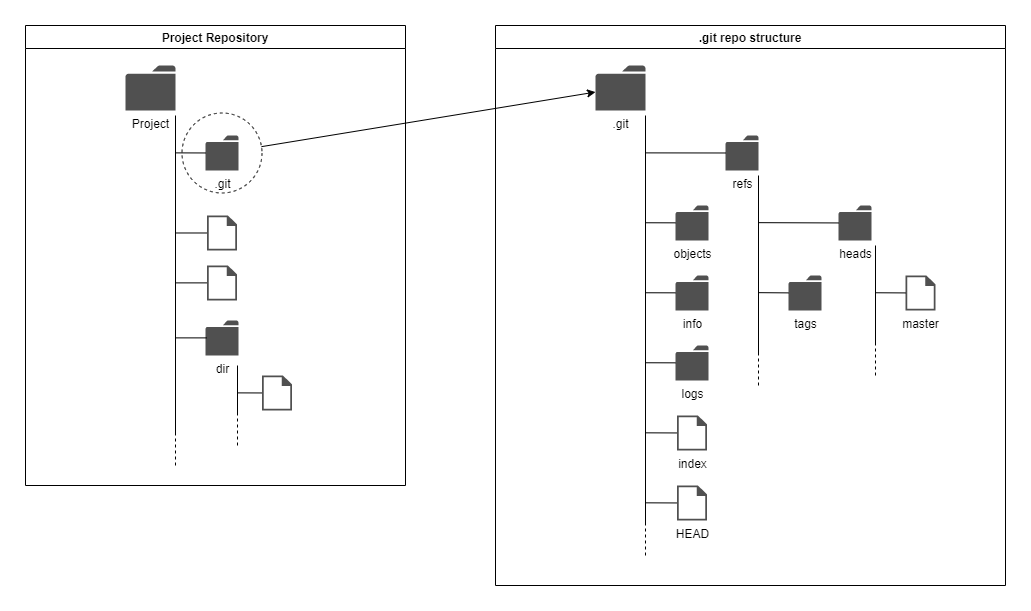 Project Repository
Project
.git
dir
.git repo structure
.git
refs
objects
heads
info
tags
master
logs
index
HEAD